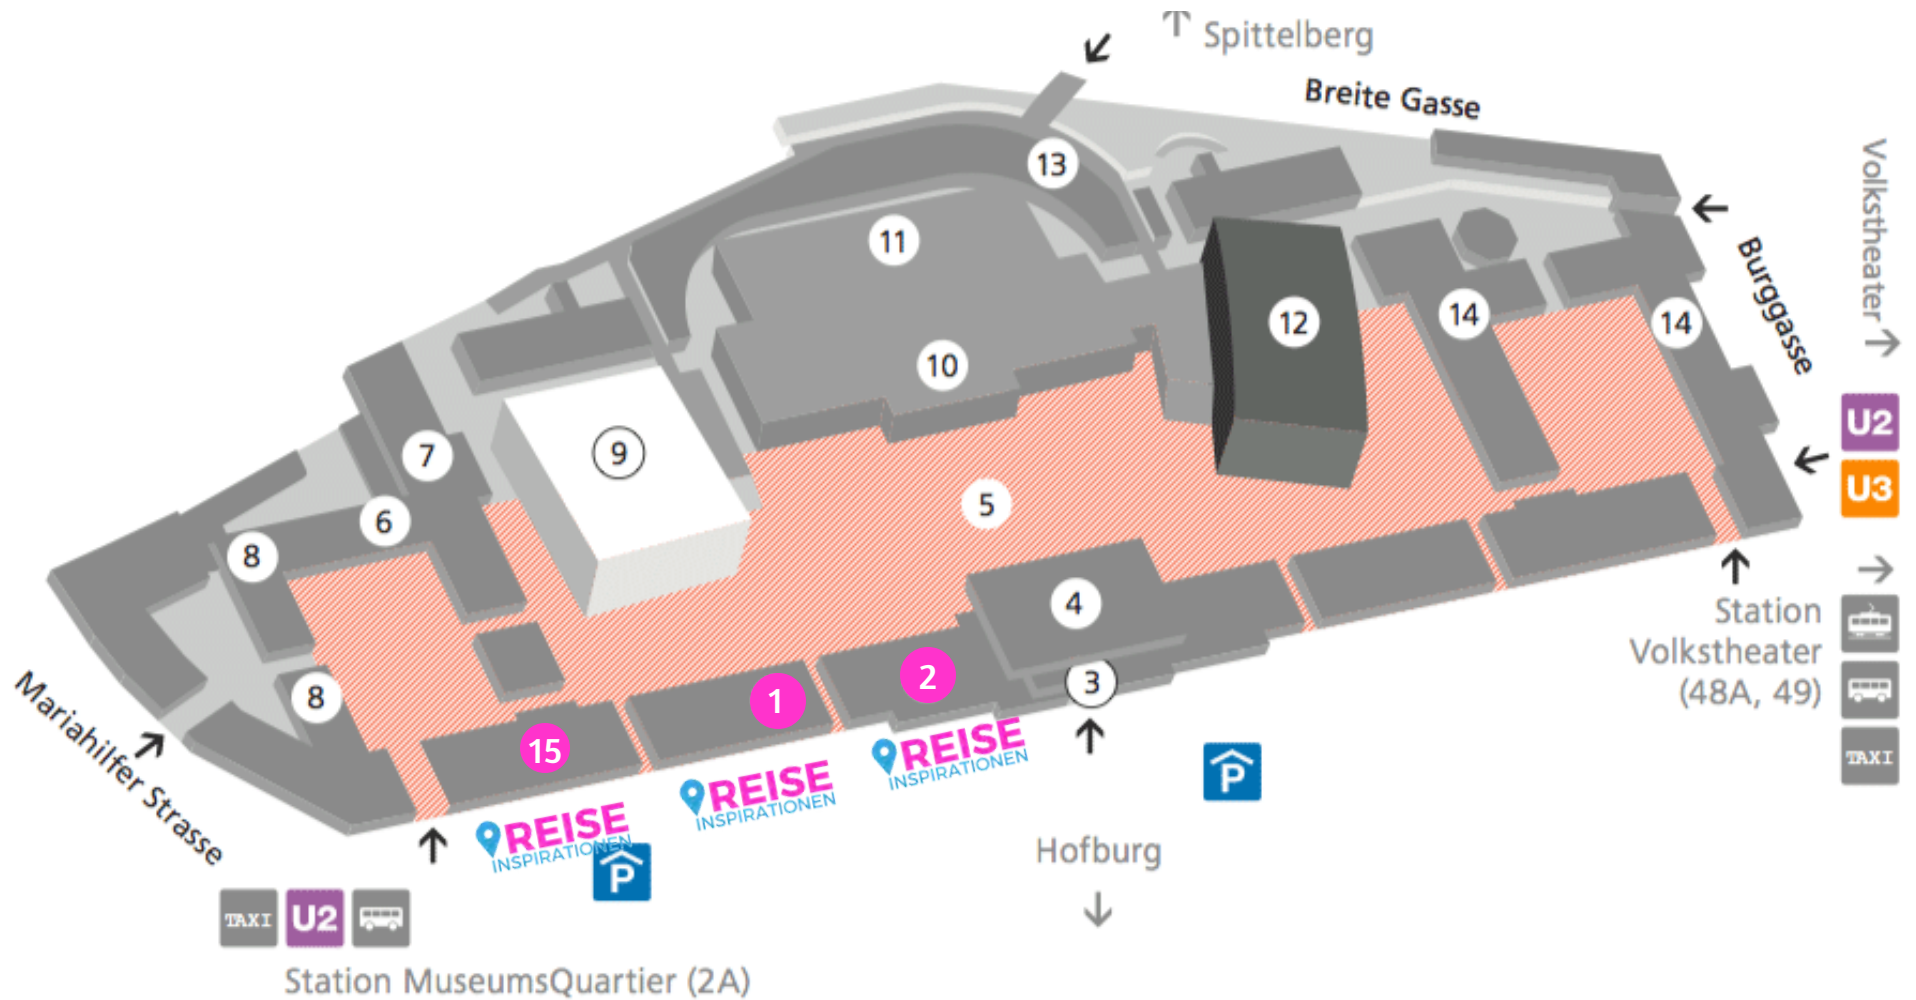 ↑ Spittelberg
Breite Gasse
13
Volkstheater →
11
Burggasse
12
14
14
10
U2
9
7
U3
5
6
8
4
Station
Volkstheater
(48A, 49)
3
2
8
1
15
REISE
INSPIRATIONEN
REISE
INSPIRATIONEN
REISE
INSPIRATIONEN
P
TAXI
Mariahilfer Strasse
P
Hofburg
TAXI
U2
Station MuseumsQuartier (2A)